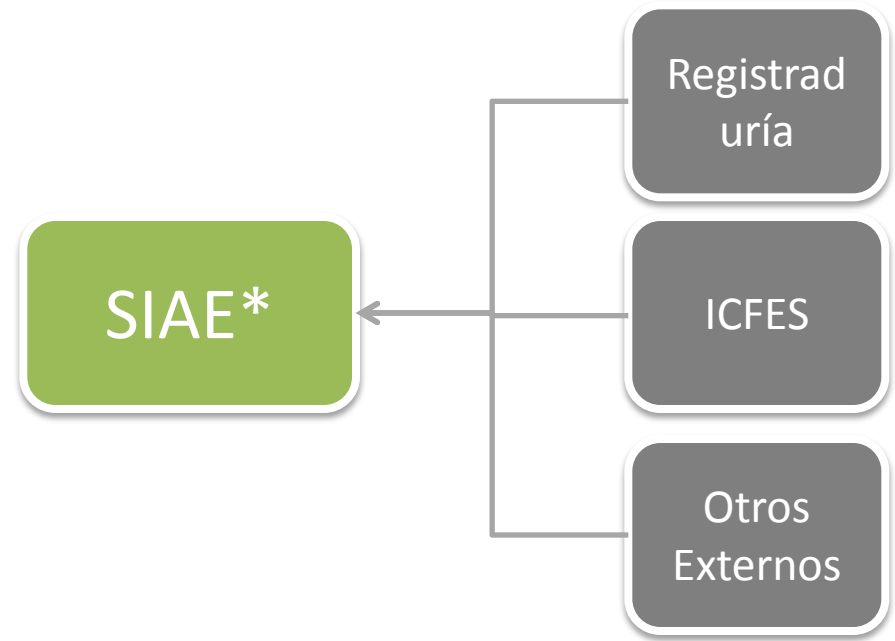 Registrad
uría
SIAE*
ICFES
Otros
Externos